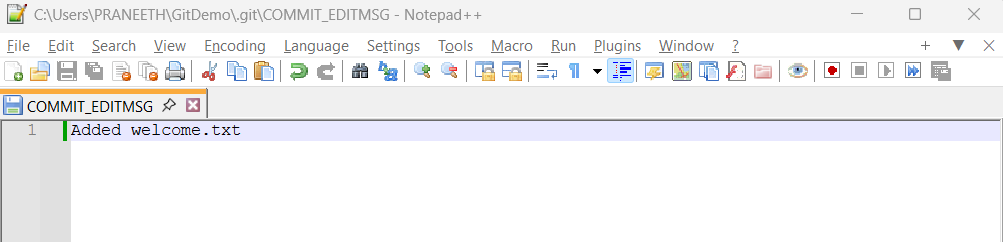 C:\Users\PRANEETH\GitDemo\.git\COMMIT_EDITMSG - Notepad++
File Edit Search View Encoding Language Settings Tools Macro Run Plugins Window ?
COMMIT_EDITMSG
1 Added welcome.txt